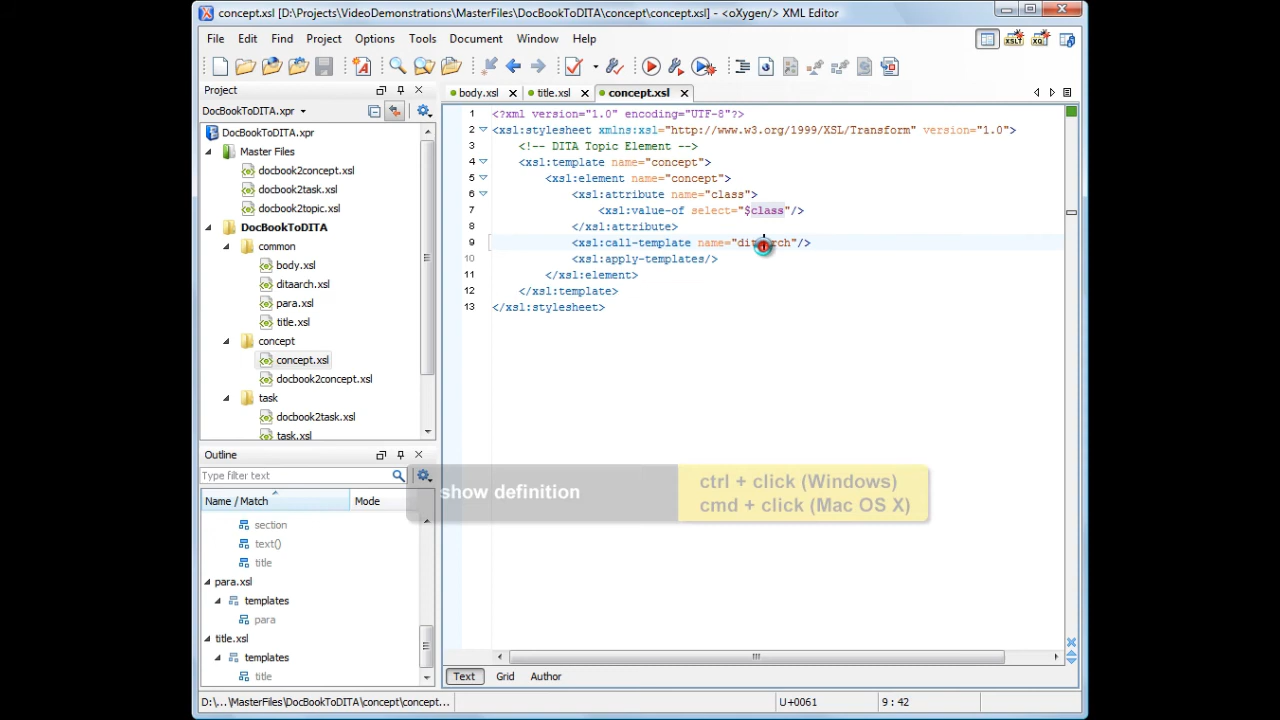 concept.xsl [D:\Projects\VideoDemonstrations\MasterFiles\DocBookToDITA\concept\concept.xsl] - <oXygen/> XML Editor
File Edit Find Project Options Tools Document Window Help
XSLT
XQ
Project
DocBookToDITA.xpr
DocBookToDITA.xpr
Master Files
docbook2concept.xsl
docbook2task.xsl
docbook2topic.xsl
DocBookToDITA
common
body.xsl
ditaarch.xsl
para.xsl
title.xsl
concept
concept.xsl
docbook2concept.xsl
task
docbook2task.xsl
task.xsl
Outline
Type filter text
Name / Match Mode
section
text()
title
para.xsl
templates
para
title.xsl
templates
title
body.xsl title.xsl concept.xsl
1 <?xml version="1.0" encoding="UTF-8"?>
2 <xsl:stylesheet xmlns:xsl="http://www.w3.org/1999/XSL/Transform" version="1.0">
3 <!-- DITA Topic Element -->
4 <xsl:template name="concept">
5 <xsl:element name="concept">
6 <xsl:attribute name="class">
7 <xsl:value-of select="$class"/>
8 </xsl:attribute>
9 <xsl:call-template name="ditaarch"/>
10 <xsl:apply-templates/>
11 </xsl:element>
12 </xsl:template>
13 </xsl:stylesheet>
show definition
ctrl + click (Windows)
cmd + click (Mac OS X)
Text Grid Author
D:\...\MasterFiles\DocBookToDITA\concept\concept... U+0061 9 : 42